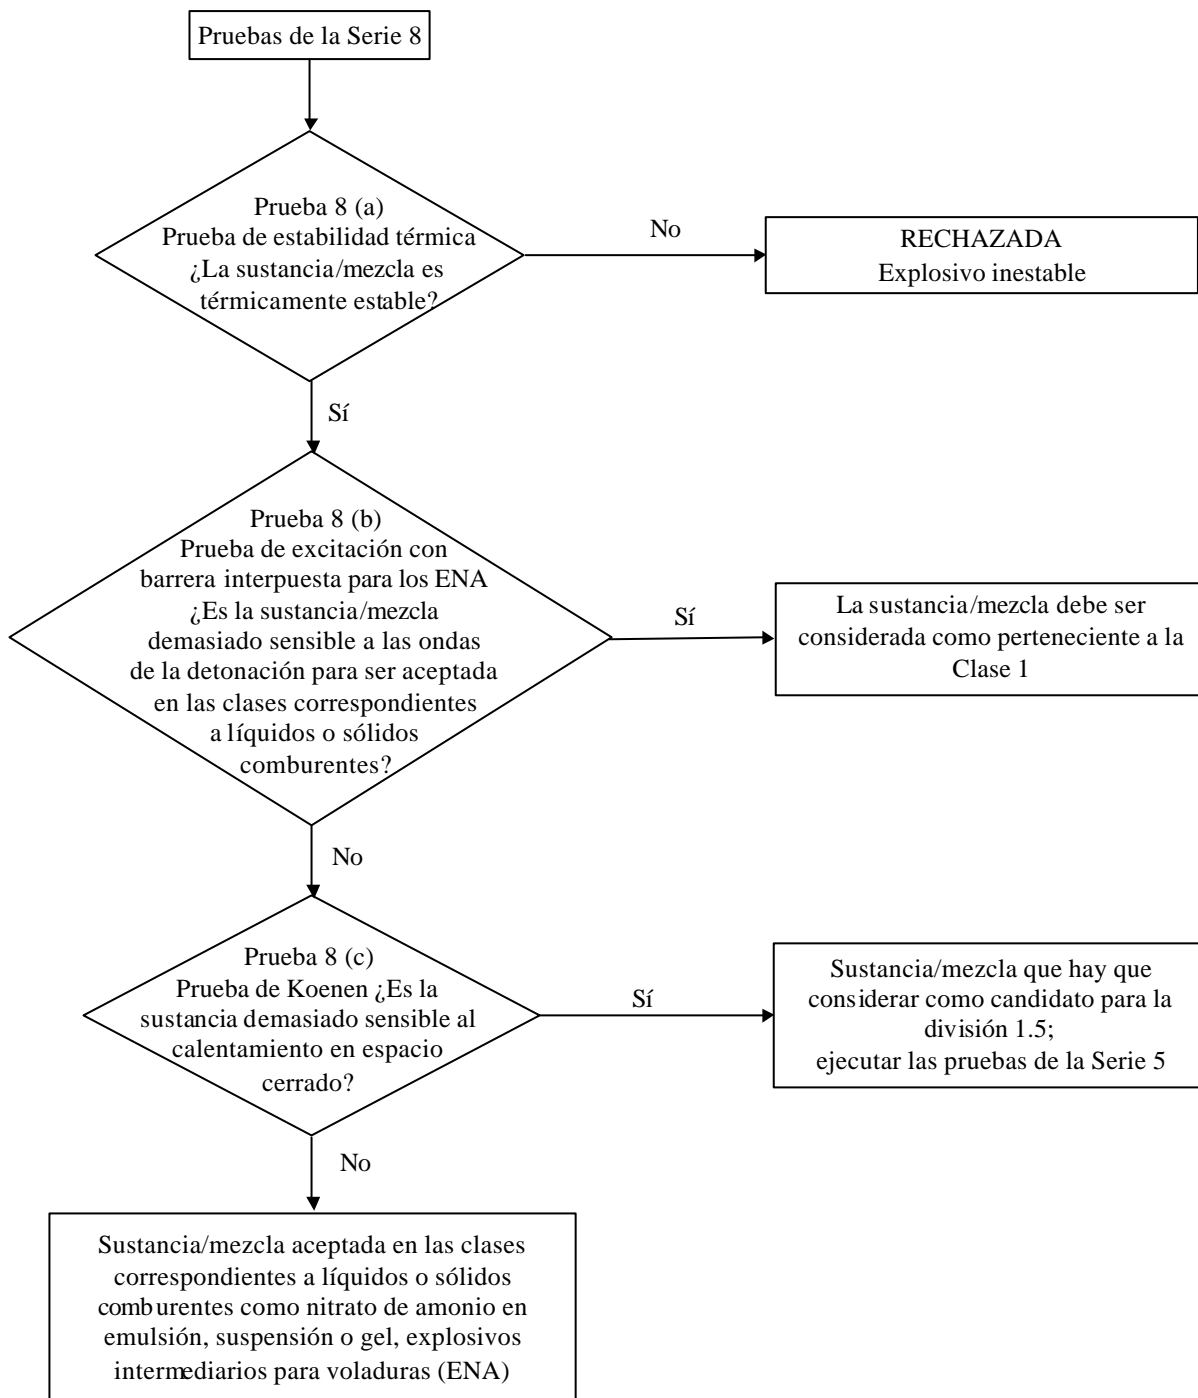 Pruebas de la Serie 8
Prueba 8 (a)
Prueba de estabilidad térmica
¿La sustancia/mezcla es
térmicamente estable?
No
RECHAZADA
Explosivo inestable
Sí
Prueba 8 (b)
Prueba de excitación con
barrera interpuesta para los ENA
¿Es la sustancia/mezcla
demasiado sensible a las ondas
de la detonación para ser aceptada
en las clases correspondientes
a líquidos o sólidos
comburentes?
Sí
La sustancia/mezcla debe ser
considerada como perteneciente a la
Clase 1
No
Prueba 8 (c)
Prueba de Koenen ¿Es la
sustancia demasiado sensible al
calentamiento en espacio
cerrado?
Sí
Sustancia/mezcla que hay que
considerar como candidato para la
división 1.5;
ejecutar las pruebas de la Serie 5
No
Sustancia/mezcla aceptada en las clases
correspondientes a líquidos o sólidos
comburentes como nitrato de amonio en
emulsión, suspensión o gel, explosivos
intermediarios para voladuras (ENA)